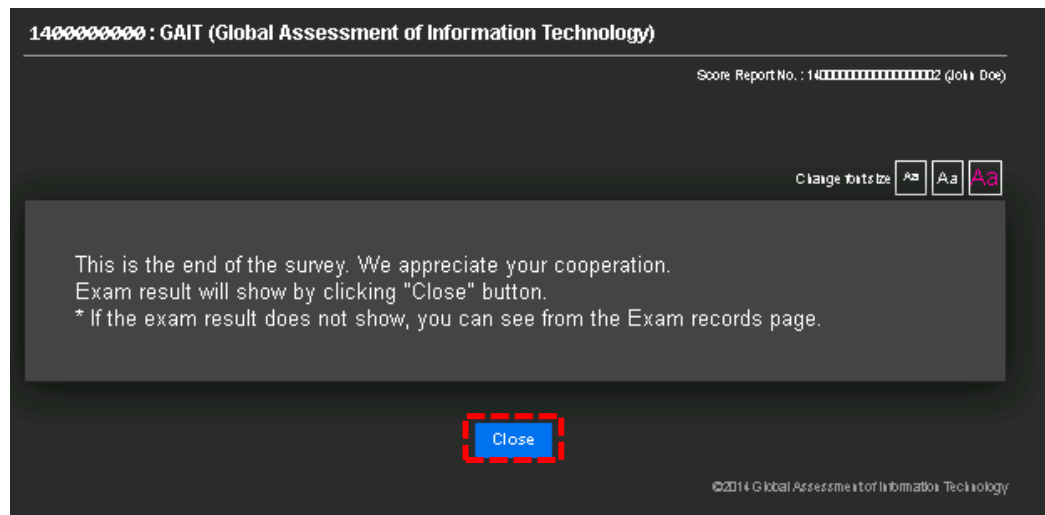 1400000000 : GAIT (Global Assessment of Information Technology)
Score Report No. : 14000000000000002 (John Doe)
Change font size Aa Aa Aa
This is the end of the survey. We appreciate your cooperation.
Exam result will show by clicking "Close" button.
* If the exam result does not show, you can see from the Exam records page.
Close
©2014 Global Assessment of Information Technology